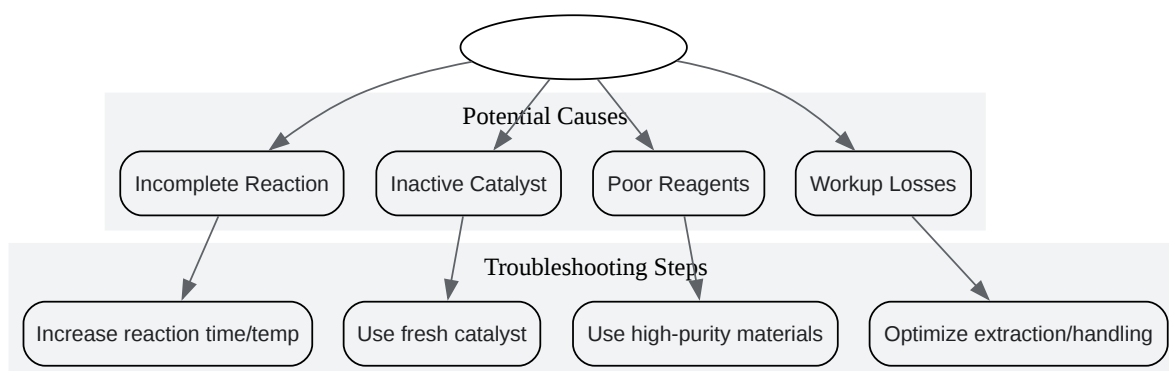 Potential Causes
Incomplete Reaction
Inactive Catalyst
Poor Reagents
Workup Losses
Troubleshooting Steps
Increase reaction time/temp
Use fresh catalyst
Use high-purity materials
Optimize extraction/handling